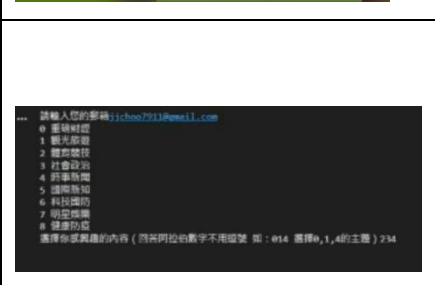 ... 請輸入您的郵箱jjchoo7911@gmail.com
0 重磅財經
1 觀光旅遊
2 體育競技
3 社會政治
4 時事新聞
5 國際新知
6 科技國防
7 明星娛樂
8 健康防疫
選擇你感興趣的內容(回答阿拉伯數字不用逗號 如:014 選擇0,1,4的主題)234